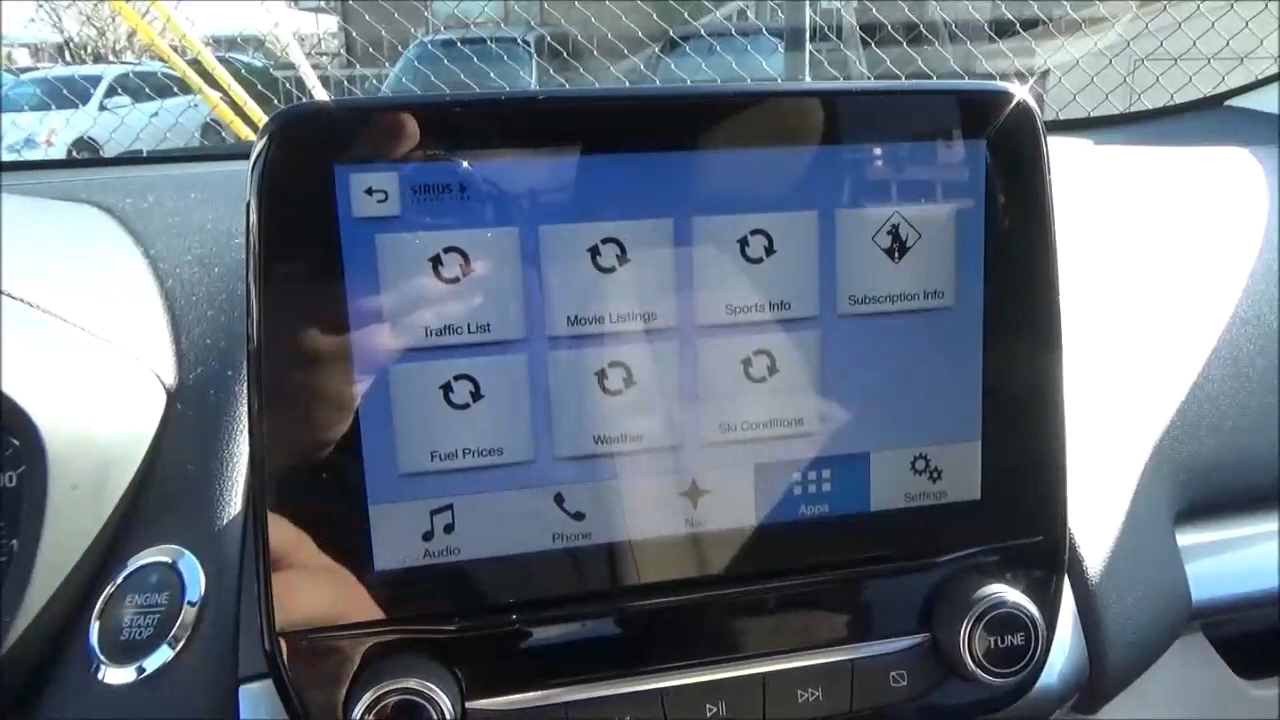 SIRIUS
Traffic List
Movie Listings
Sports Info
Subscription Info
Fuel Prices
Weather
Ski Conditions
Audio
Phone
Nav
Apps
Settings
ENGINE
START
STOP
TUNE